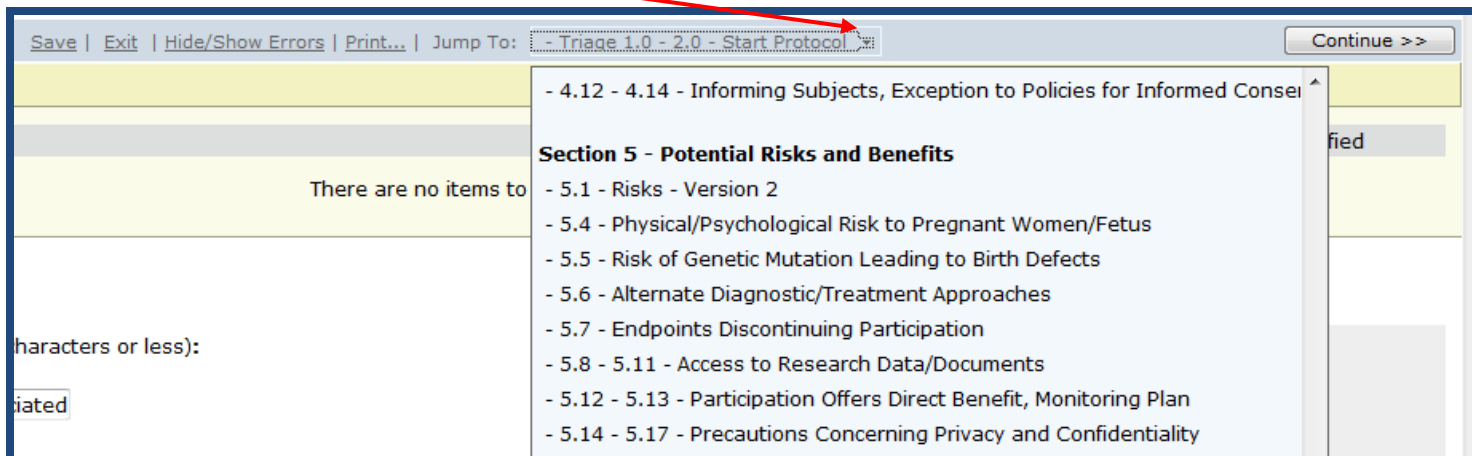 Save | Exit | Hide/Show Errors | Print... | Jump To: - Triage 1.0 - 2.0 - Start Protocol Continue >>
- 4.12 - 4.14 - Informing Subjects, Exception to Policies for Informed Conse
Section 5 - Potential Risks and Benefits
fied
There are no items to
- 5.1 - Risks - Version 2
- 5.4 - Physical/Psychological Risk to Pregnant Women/Fetus
- 5.5 - Risk of Genetic Mutation Leading to Birth Defects
- 5.6 - Alternate Diagnostic/Treatment Approaches
- 5.7 - Endpoints Discontinuing Participation
haracters or less):
- 5.8 - 5.11 - Access to Research Data/Documents
ciated
- 5.12 - 5.13 - Participation Offers Direct Benefit, Monitoring Plan
- 5.14 - 5.17 - Precautions Concerning Privacy and Confidentiality